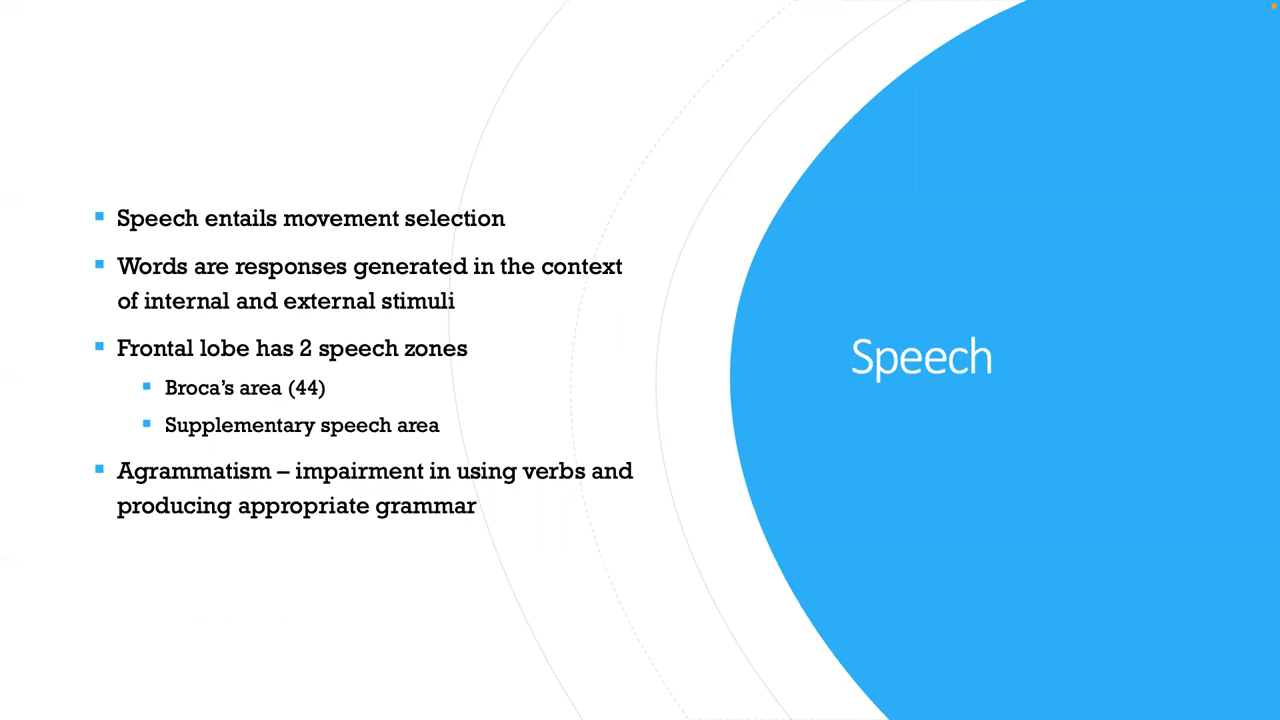 Speech entails movement selection
Words are responses generated in the context
of internal and external stimuli
Frontal lobe has 2 speech zones
Broca's area (44)
Supplementary speech area
Agrammatism – impairment in using verbs and
producing appropriate grammar
Speech